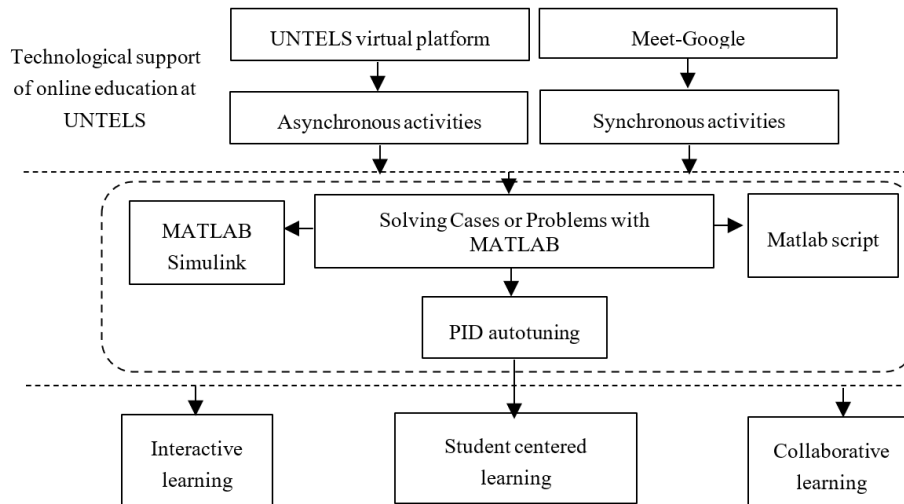 UNTELS virtual platform
Meet-Google
Technological support
of online education at
UNTELS
Asynchronous activities
Synchronous activities
MATLAB
Simulink
Solving Cases or Problems with
MATLAB
Matlab script
PID autotuning
Interactive
learning
Student centered
learning
Collaborative
learning